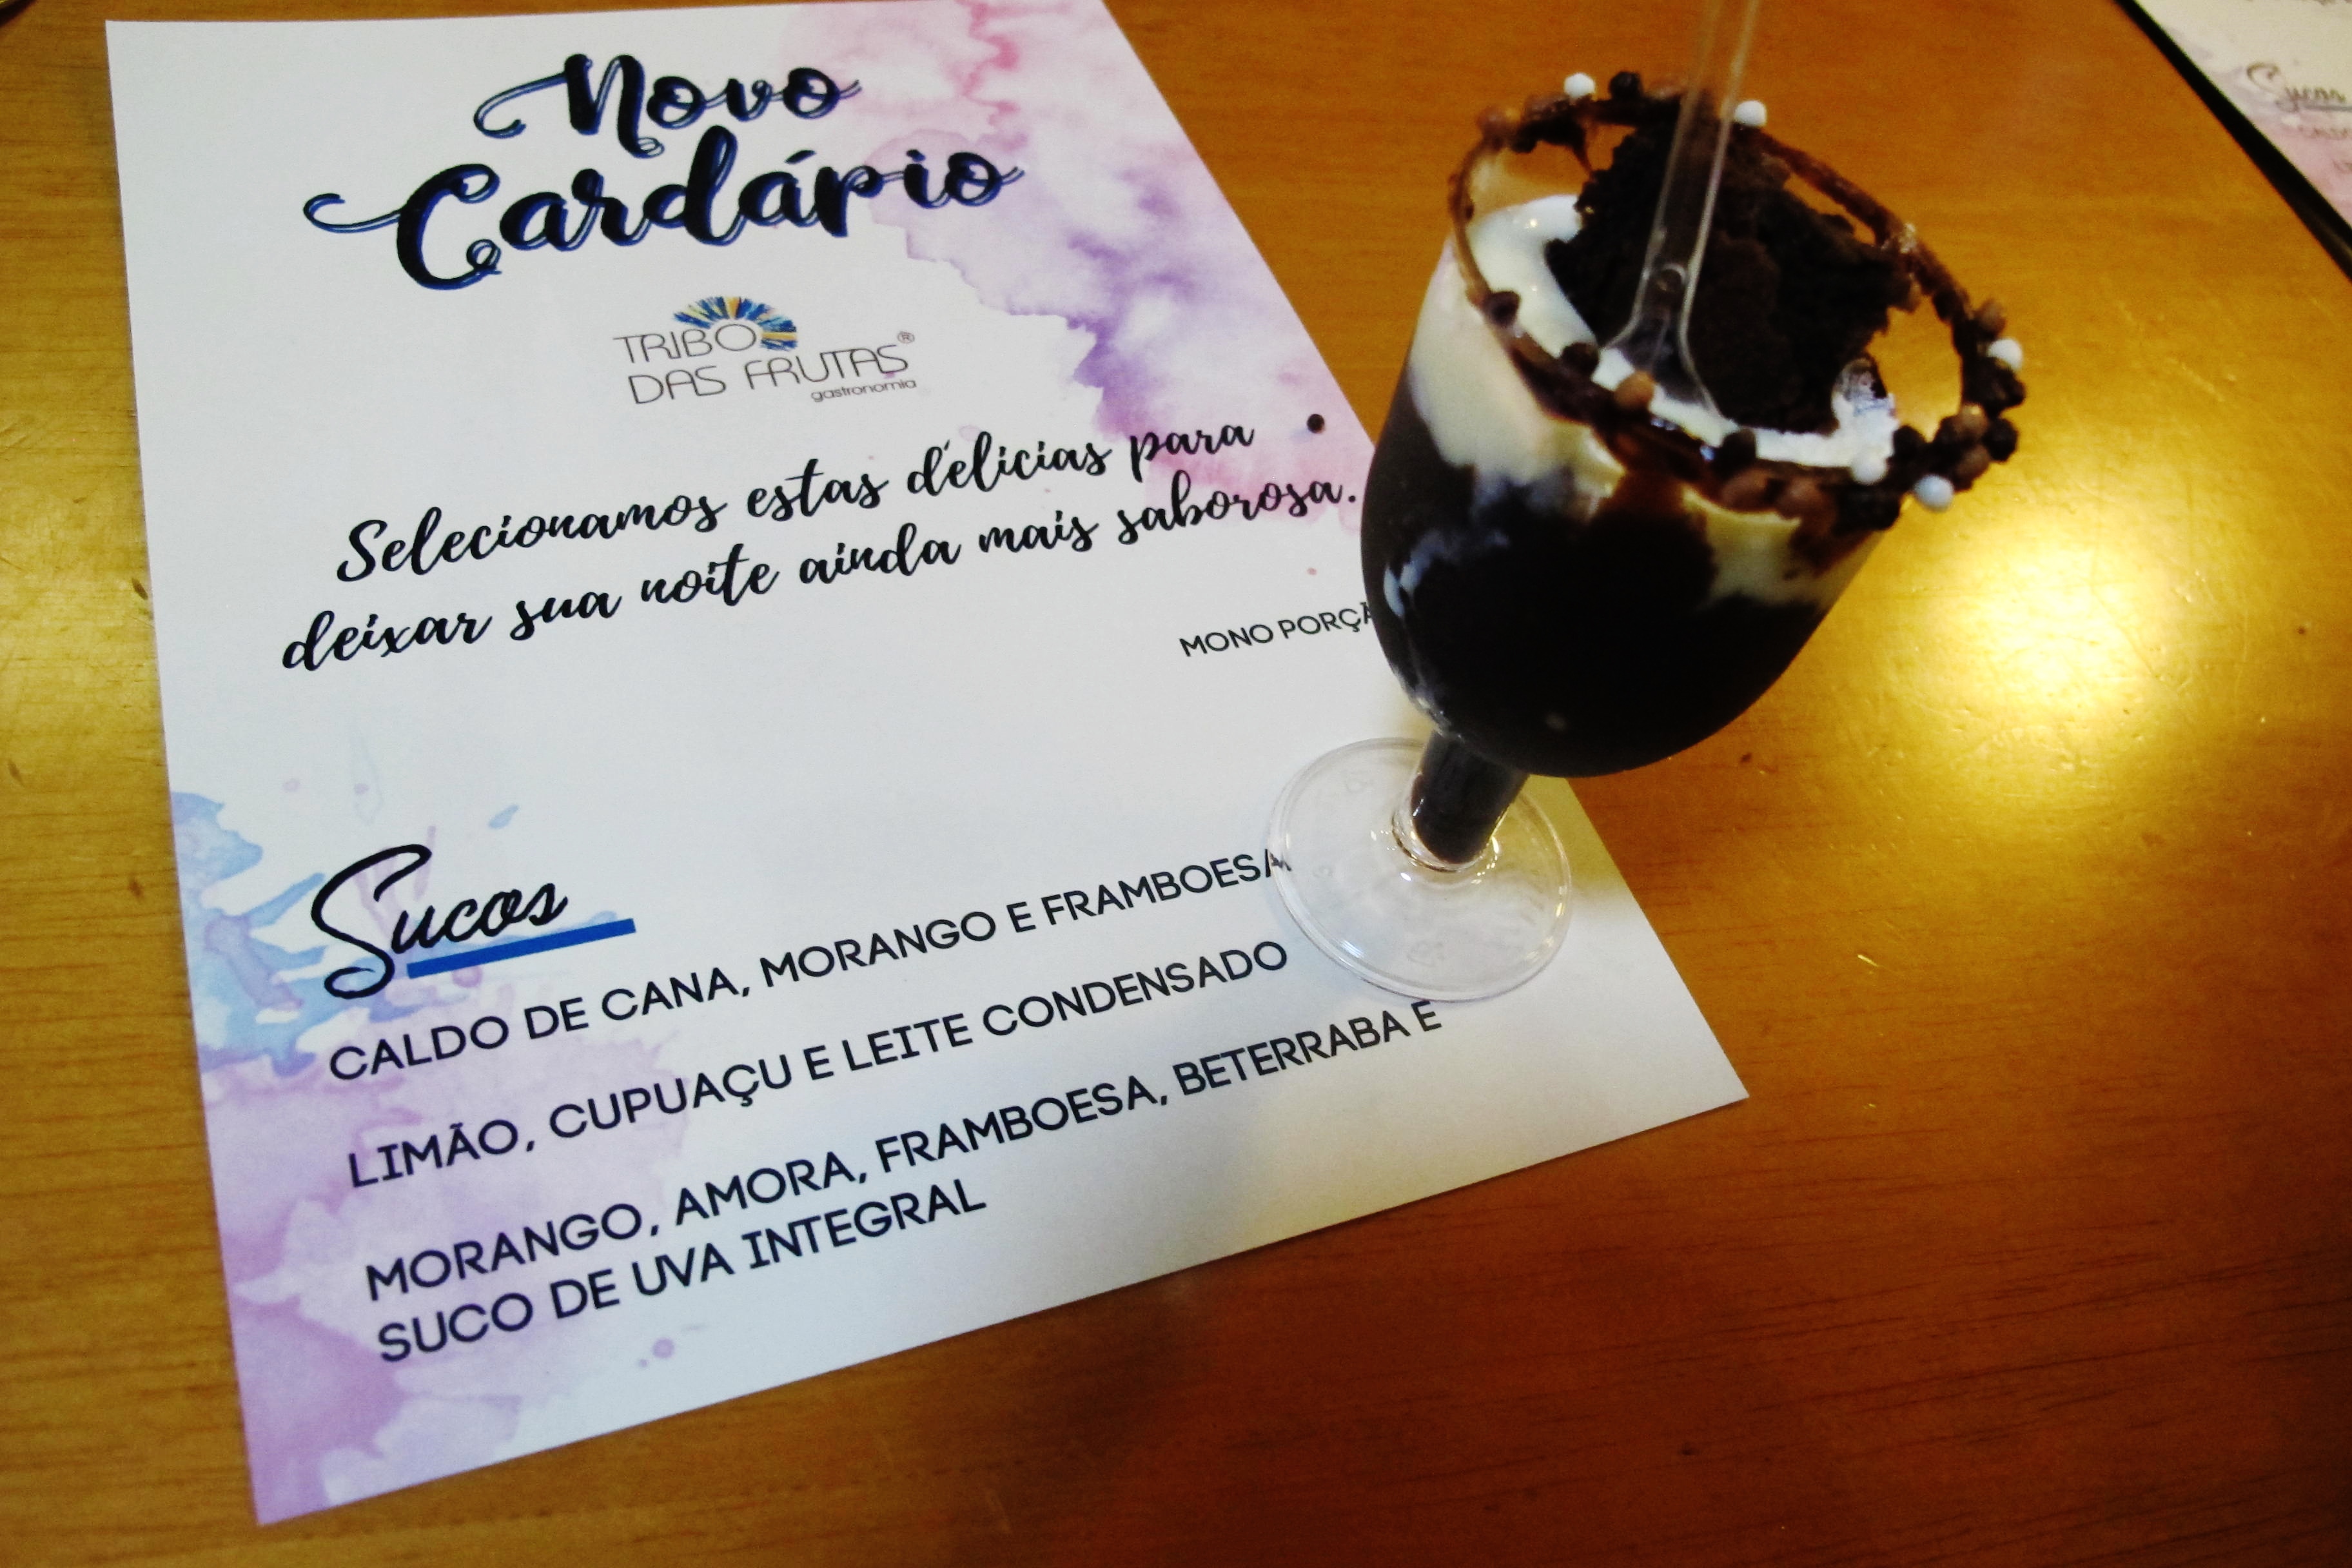 Novo
Cardápio
TRIBO
DAS FRUTAS®
gastronomia
Selecionamos estas delícias para
deixar sua noite ainda mais saborosa.
MONO
Sucos
CALDO DE CANA, MORANGO E FRAMBOESA
LIMÃO, CUPUAÇU E LEITE CONDENSADO
MORANGO, AMORA, FRAMBOESA, BETERRABA E
SUCO DE UVA INTEGRAL
Sucos